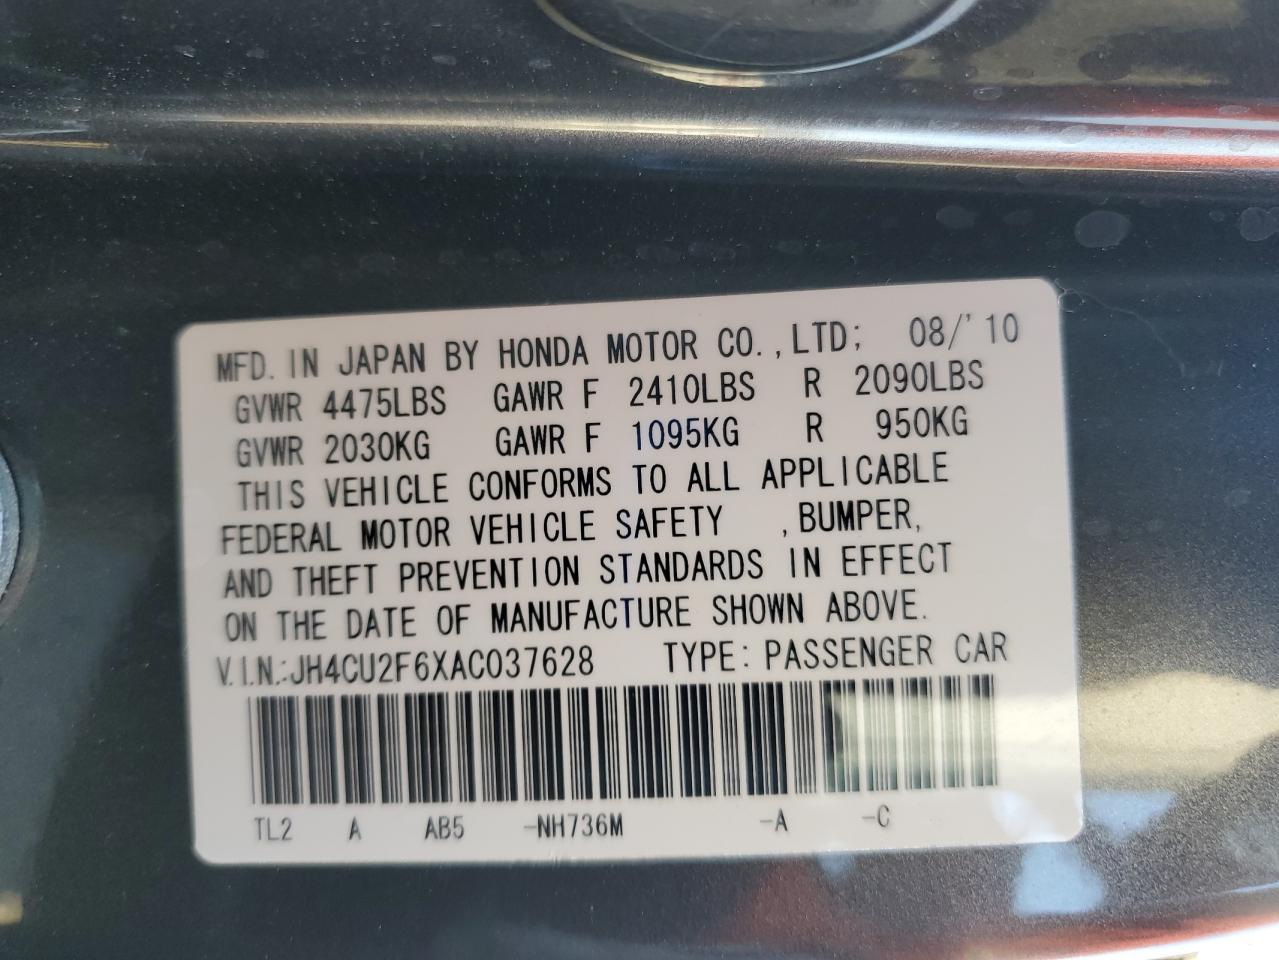 MFD. IN JAPAN BY HONDA MOTOR CO., LTD; 08/'10
GVWR 4475LBS GAWR F 2410LBS R 2090LBS
GVWR 2030KG GAWR F 1095KG R 950KG
THIS VEHICLE CONFORMS TO ALL APPLICABLE
FEDERAL MOTOR VEHICLE SAFETY , BUMPER,
AND THEFT PREVENTION STANDARDS IN EFFECT
ON THE DATE OF MANUFACTURE SHOWN ABOVE.
V.I.N.:JH4CU2F6XAC037628 TYPE: PASSENGER CAR
TL2 A AB5 -NH736M -A -C